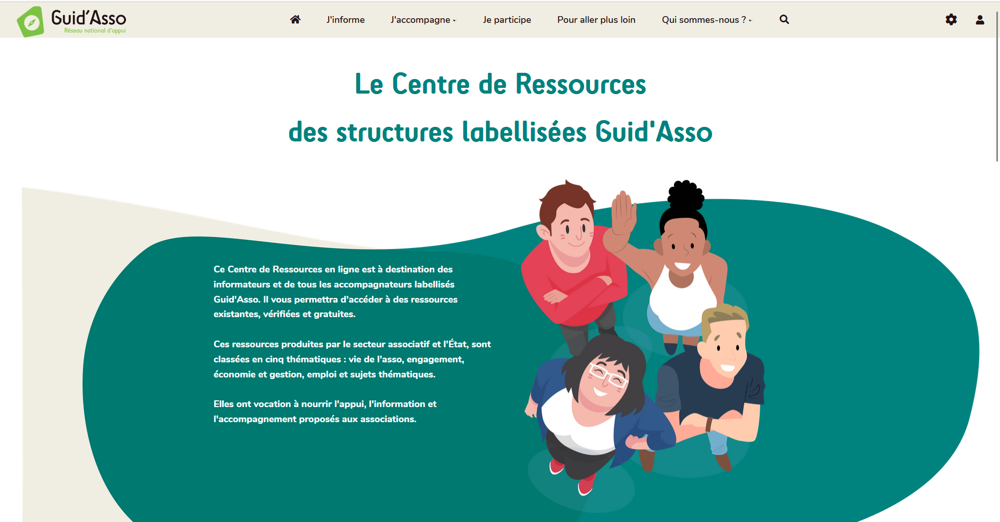 Guid'Asso
Réseau national d'appui
J'informe
J'accompagne
Je participe
Pour aller plus loin
Qui sommes-nous ?
Le Centre de Ressources
des structures labellisées Guid'Asso
Ce Centre de Ressources en ligne est à destination des
informateurs et de tous les accompagnateurs labellisés
Guid'Asso. Il vous permettra d’accéder à des ressources
existantes, vérifiées et gratuites.
Ces ressources produites par le secteur associatif et l’État, sont
classées en cinq thématiques : vie de l’asso, engagement,
économie et gestion, emploi et sujets thématiques.
Elles ont vocation à nourrir l'appui, l'information et
l'accompagnement proposés aux associations.